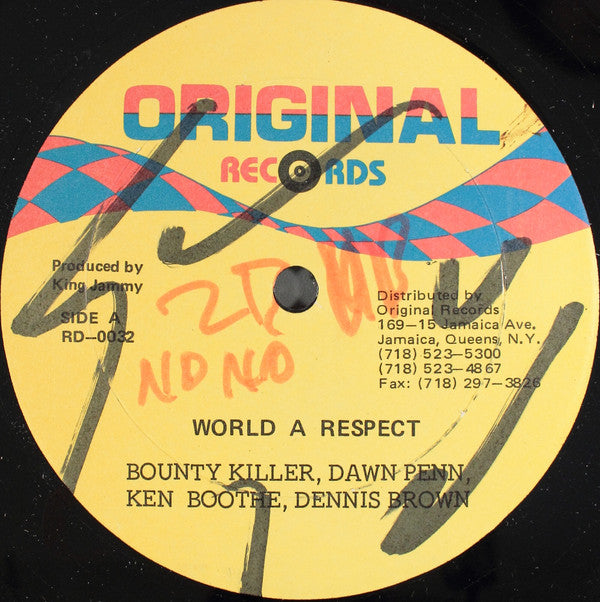 ORIGINAL
RECORDS
Produced by
King Jammy
SIDE A
RD—0032
Distributed by
Original Records
169—15 Jamaica Ave.
Jamaica, Queens, N.Y.
(718) 523—5300
(718) 523—4867
Fax: (718) 297—3826
NO NO
WORLD A RESPECT
BOUNTY KILLER, DAWN PENN,
KEN BOOTHE, DENNIS BROWN